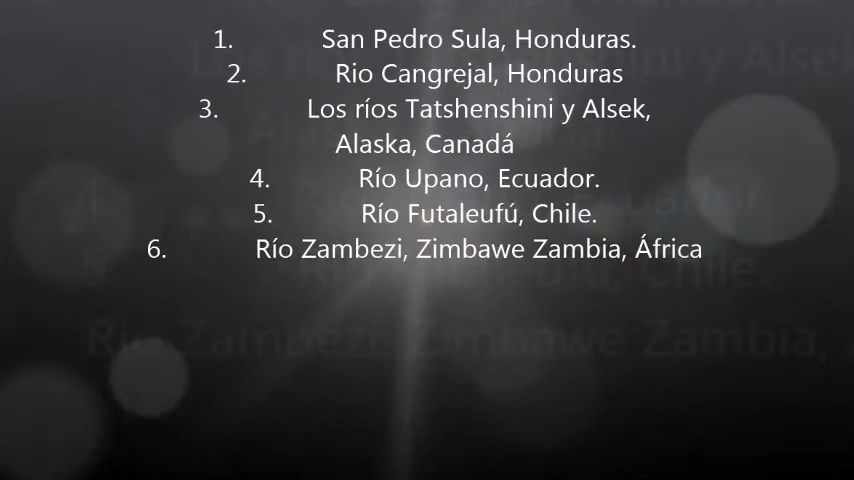 1. San Pedro Sula, Honduras.
2. Rio Cangrejal, Honduras
3. Los ríos Tatshenshini y Alsek,
Alaska, Canadá
4. Río Upano, Ecuador.
5. Río Futaleufú, Chile.
6. Río Zambezi, Zimbawe Zambia, África